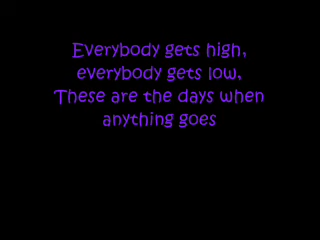 Everybody gets high,
everybody gets low,
These are the days when
anything goes